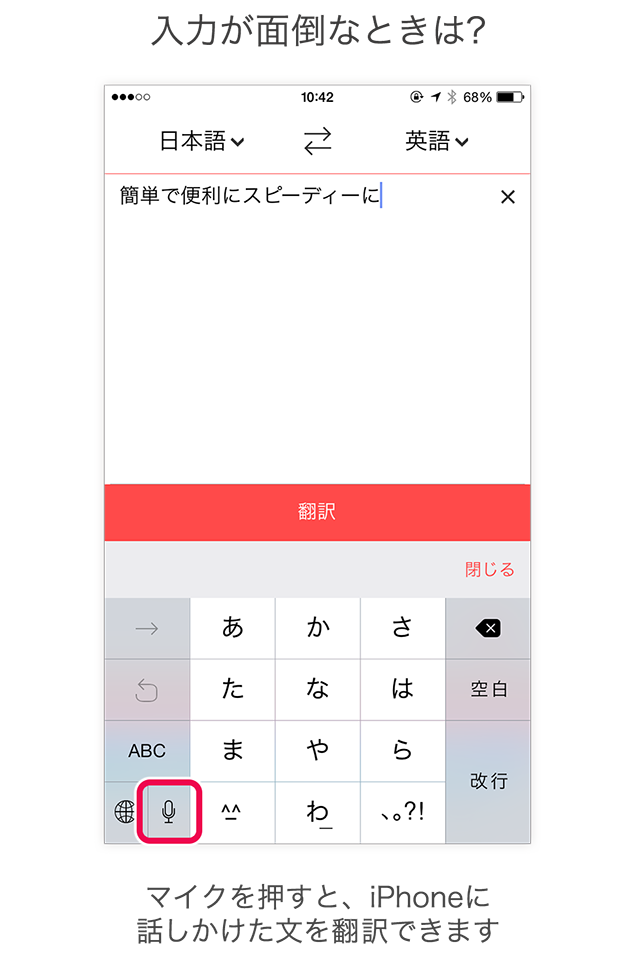 入力が面倒なときは?
10:42
68%
日本語
英語
簡単で便利にスピーディーに
翻訳
閉じる
あ か さ
た な は 空白
ABC ま や ら
改行
^^ わ 、。?!
マイクを押すと、iPhoneに
話しかけた文を翻訳できます